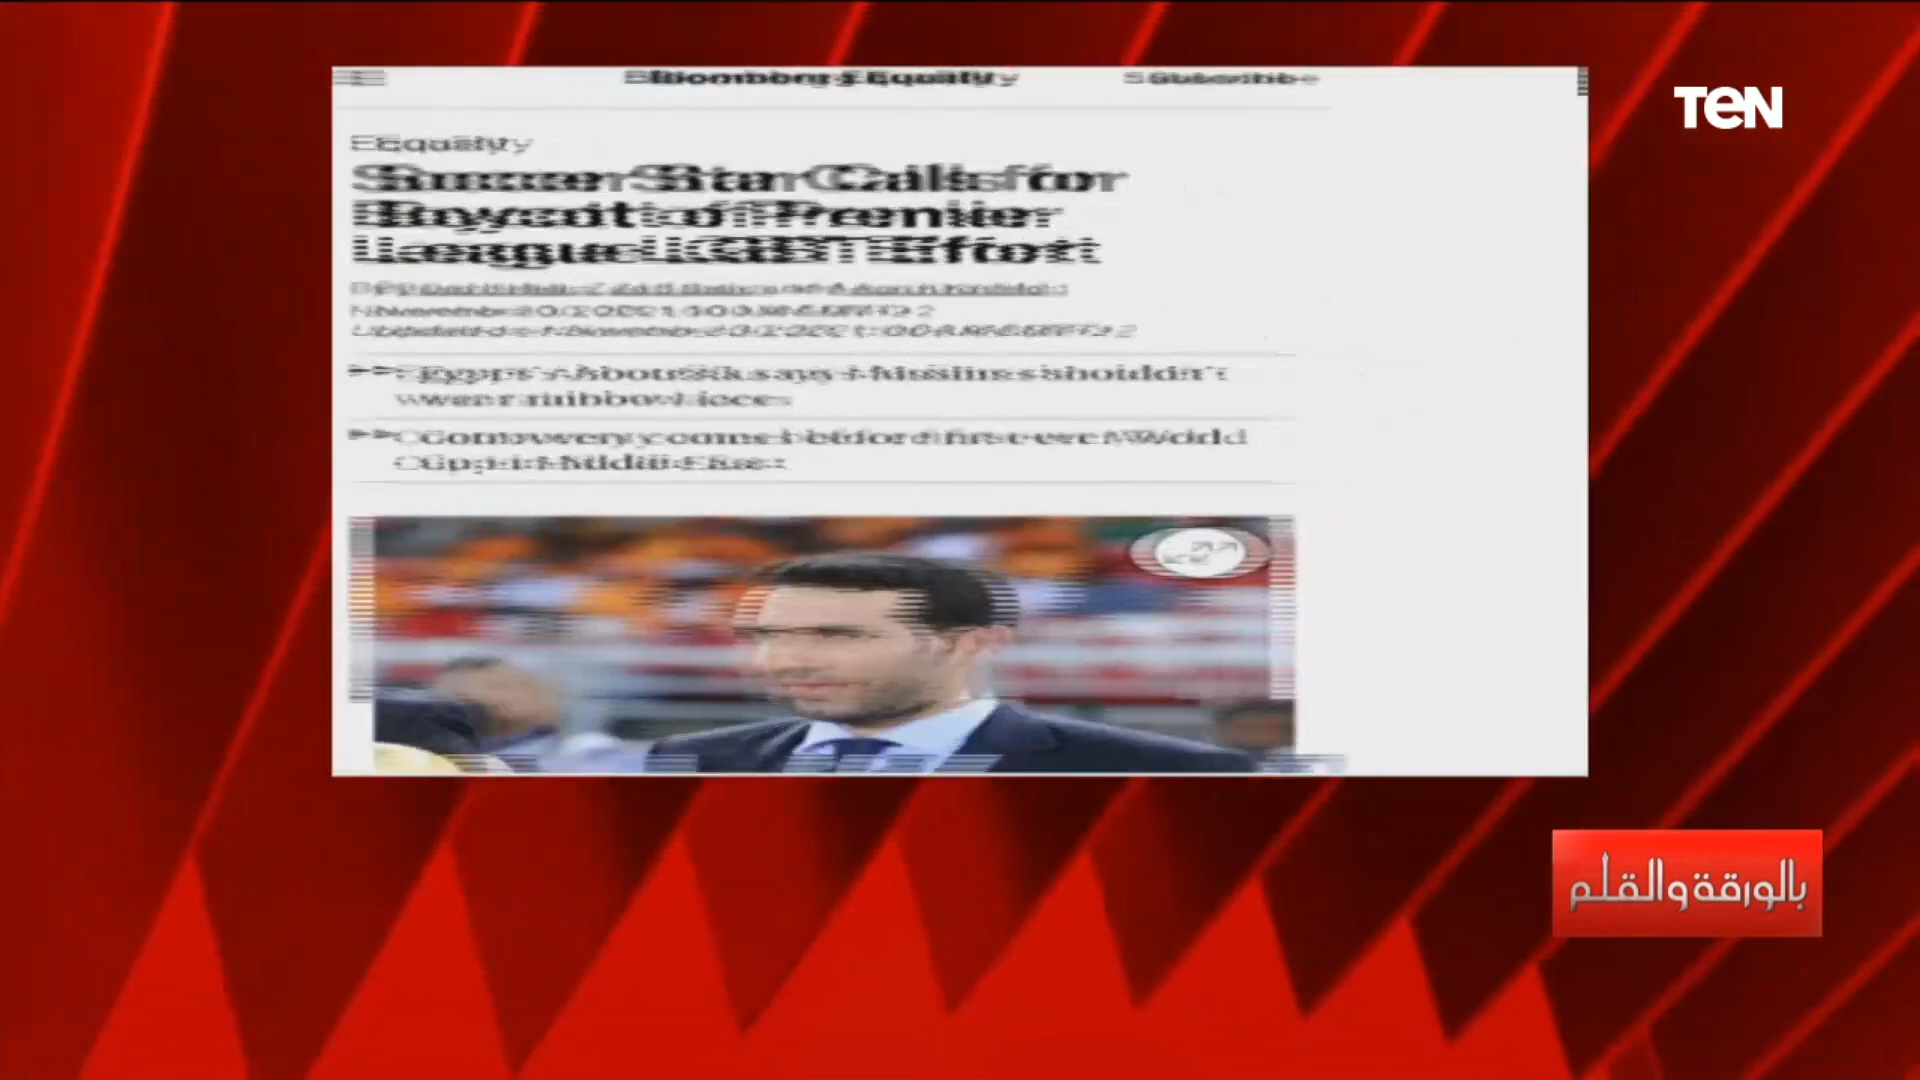 Bloomberg Equality
Subscribe
TEN
Equality
Soccer Star Calls for
Boycott of Premier
League LGBT Effort
Egypt's Aboutrika says Muslims shouldn't
wear rainbow laces
Controversy comes before first-ever World
Cup in Middle East
بالورقة والقلم